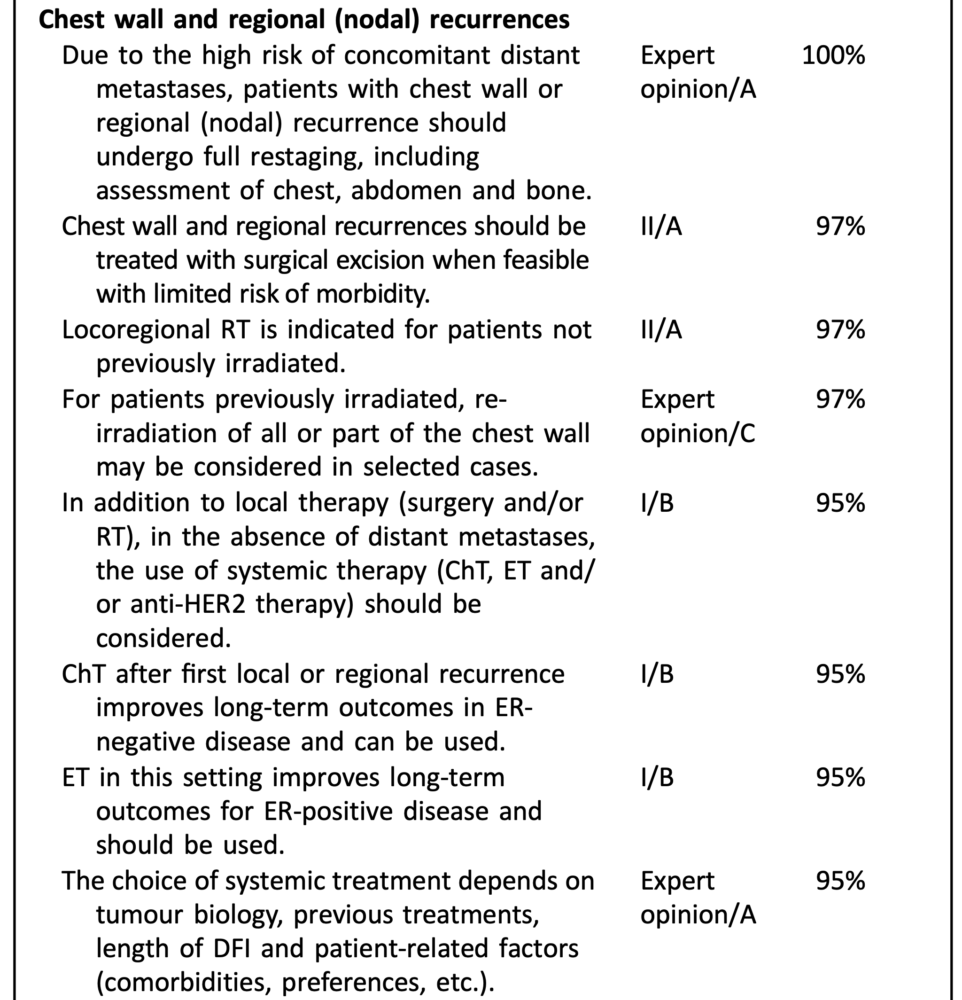 Chest wall and regional (nodal) recurrences
Due to the high risk of concomitant distant Expert 100%
metastases, patients with chest wall or opinion/A
regional (nodal) recurrence should
undergo full restaging, including
assessment of chest, abdomen and bone.
Chest wall and regional recurrences should be II/A 97%
treated with surgical excision when feasible
with limited risk of morbidity.
Locoregional RT is indicated for patients not II/A 97%
previously irradiated.
For patients previously irradiated, re- Expert 97%
irradiation of all or part of the chest wall opinion/C
may be considered in selected cases.
In addition to local therapy (surgery and/or I/B 95%
RT), in the absence of distant metastases,
the use of systemic therapy (ChT, ET and/
or anti-HER2 therapy) should be
considered.
ChT after first local or regional recurrence I/B 95%
improves long-term outcomes in ER-
negative disease and can be used.
ET in this setting improves long-term I/B 95%
outcomes for ER-positive disease and
should be used.
The choice of systemic treatment depends on Expert 95%
tumour biology, previous treatments, opinion/A
length of DFI and patient-related factors
(comorbidities, preferences, etc.).